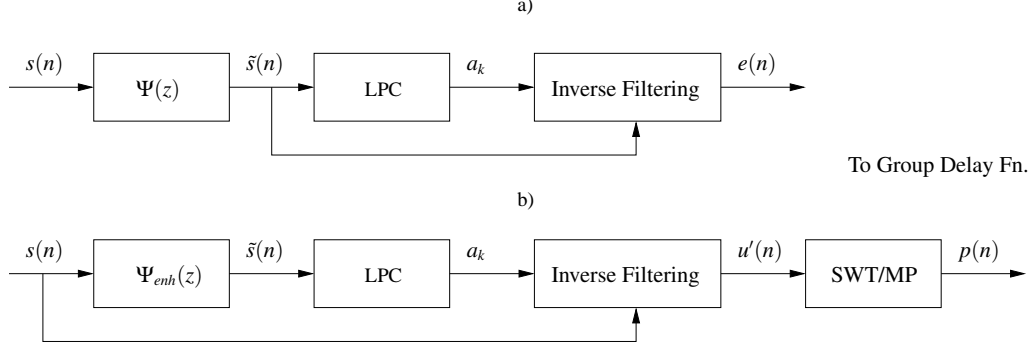 a)
s(n) s̃(n) a_k e(n)
Ψ(z) LPC Inverse Filtering
To Group Delay Fn.
b)
s(n) s̃(n) a_k u′(n) p(n)
Ψ_enh(z) LPC Inverse Filtering SWT/MP